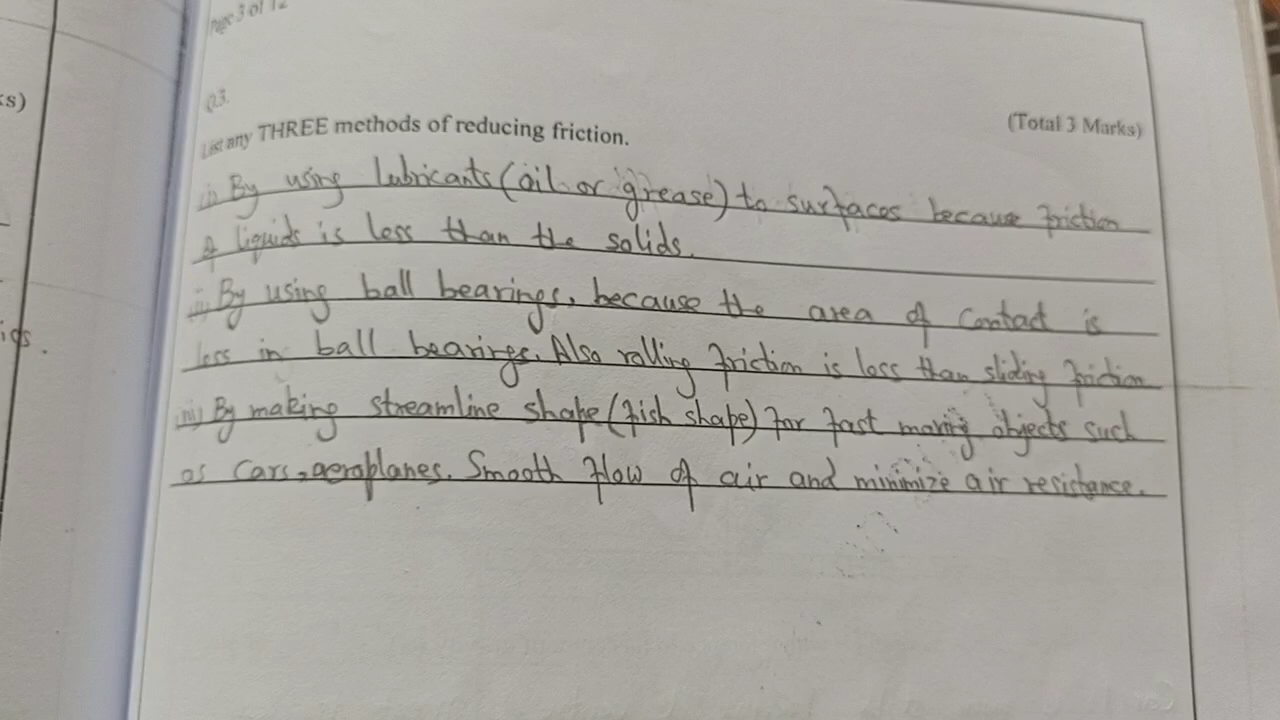 Page 3 of 12
ks)
Q3.
(Total 3 Marks)
List any THREE methods of reducing friction.
i) By using lubricants (oil or grease) to surfaces because friction
of liquids is less than the solids.
ii) By using ball bearings, because the area of contact is
less in ball bearings. Also rolling friction is less than sliding friction
iii) By making streamline shape (fish shape) for fast moving objects such
as cars, aeroplanes. Smooth flow of air and minimize air resistance.